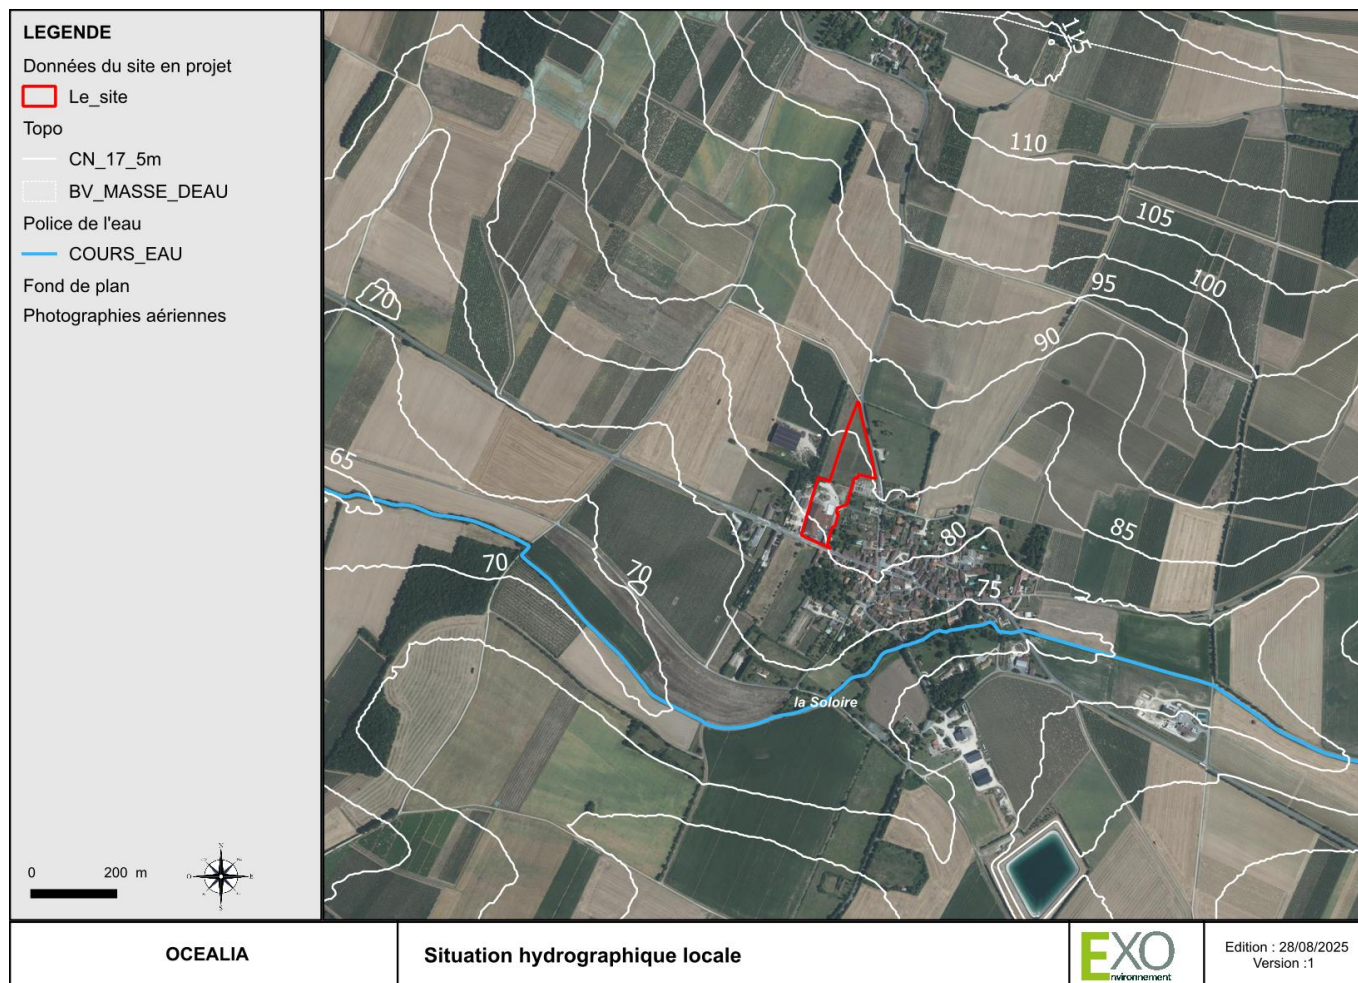 LEGENDE
Données du site en projet
Le_site
Topo
CN_17_5m
BV_MASSE_DEAU
Police de l'eau
COURS_EAU
Fond de plan
Photographies aériennes
0 200 m
N
O E
S
115
110
105
100
95
90
70
65
85
80
75
70
70
la Soloire
OCEALIA
Situation hydrographique locale
EXO
nvironnement
Edition : 28/08/2025
Version :1